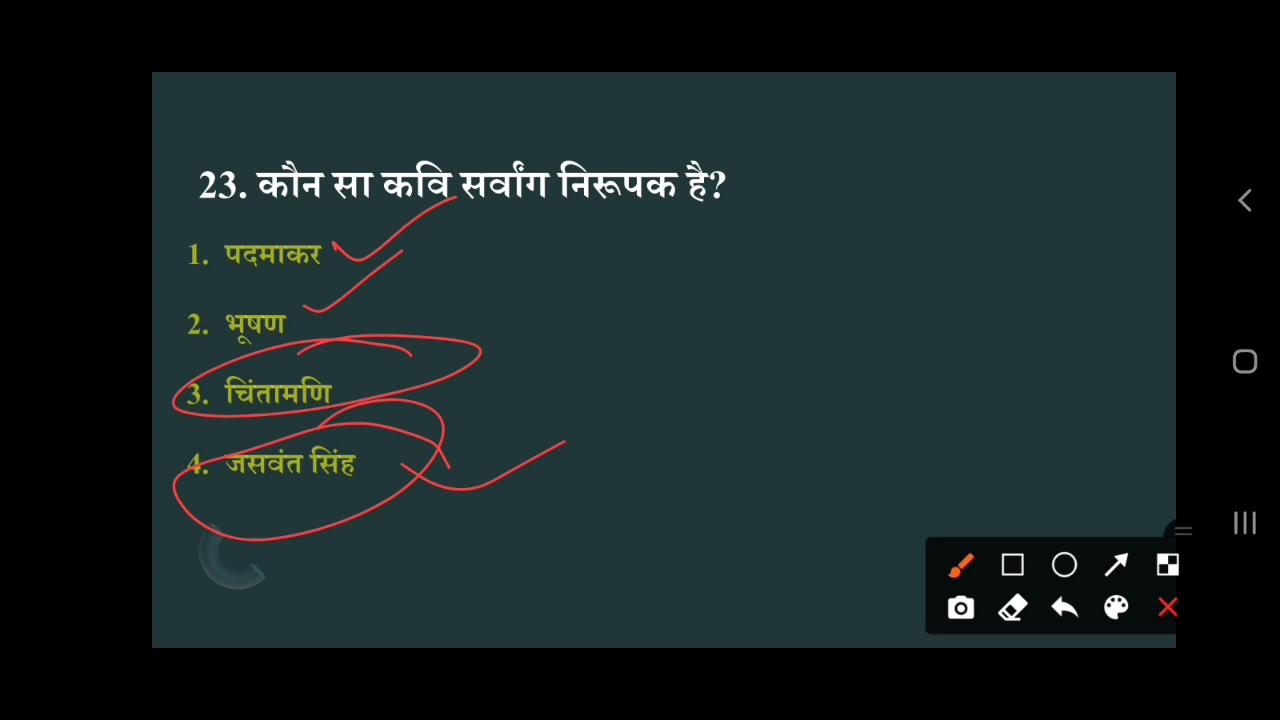 23. कौन सा कवि सर्वांग निरूपक है?
1. पदमाकर
2. भूषण
3. चिंतामणि
4. जसवंत सिंह